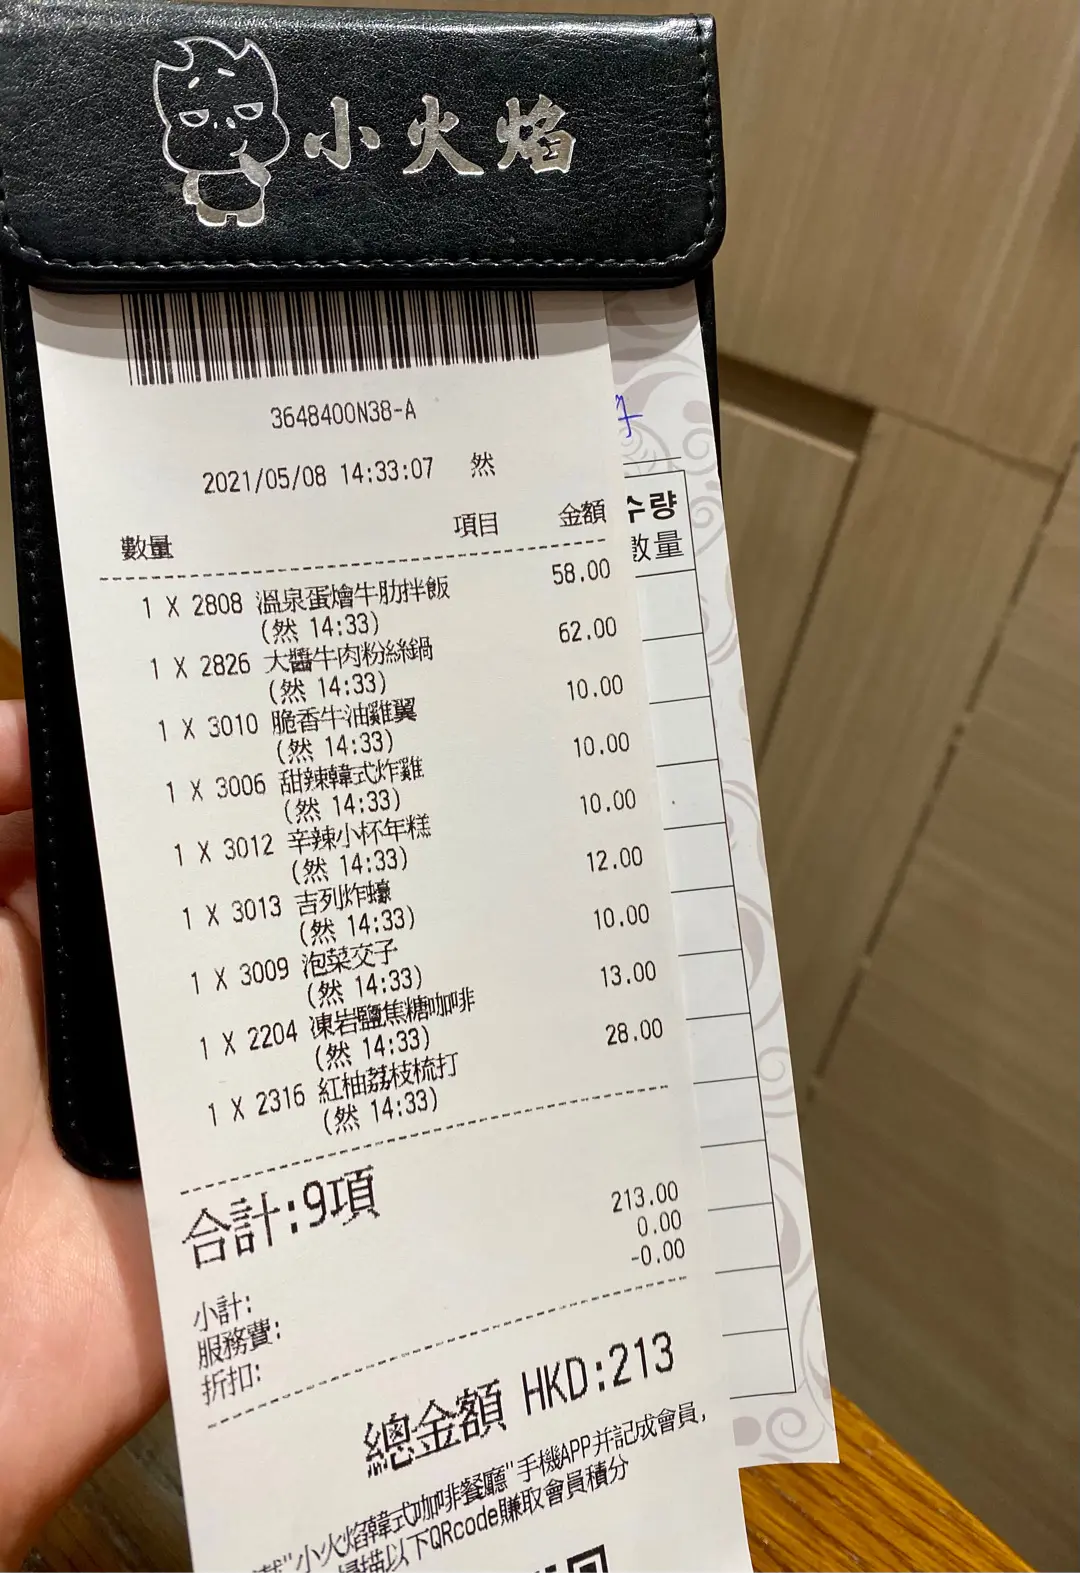 小火焰
3648400N38-A
2021/05/08 14:33:07 然
數量 項目 金額
1 X 2808 溫泉蛋燴牛肋拌飯 58.00
(然 14:33)
1 X 2826 大醬牛肉粉絲鍋 62.00
(然 14:33)
1 X 3010 脆香牛油雞翼 10.00
(然 14:33)
1 X 3006 甜辣韓式炸雞 10.00
(然 14:33)
1 X 3012 辛辣小杯年糕 10.00
(然 14:33)
1 X 3013 吉列炸蠔 12.00
(然 14:33)
1 X 3009 泡菜交子 10.00
(然 14:33)
1 X 2204 凍岩鹽焦糖咖啡 13.00
(然 14:33)
1 X 2316 紅柚荔枝梳打 28.00
(然 14:33)
合計:9項
小計: 213.00
服務費: 0.00
折扣: -0.00
總金額 HKD:213
"小火焰韓式咖啡餐廳"手機APP并記成會員,
掃描以下QRcode賺取會員積分
수량
數量